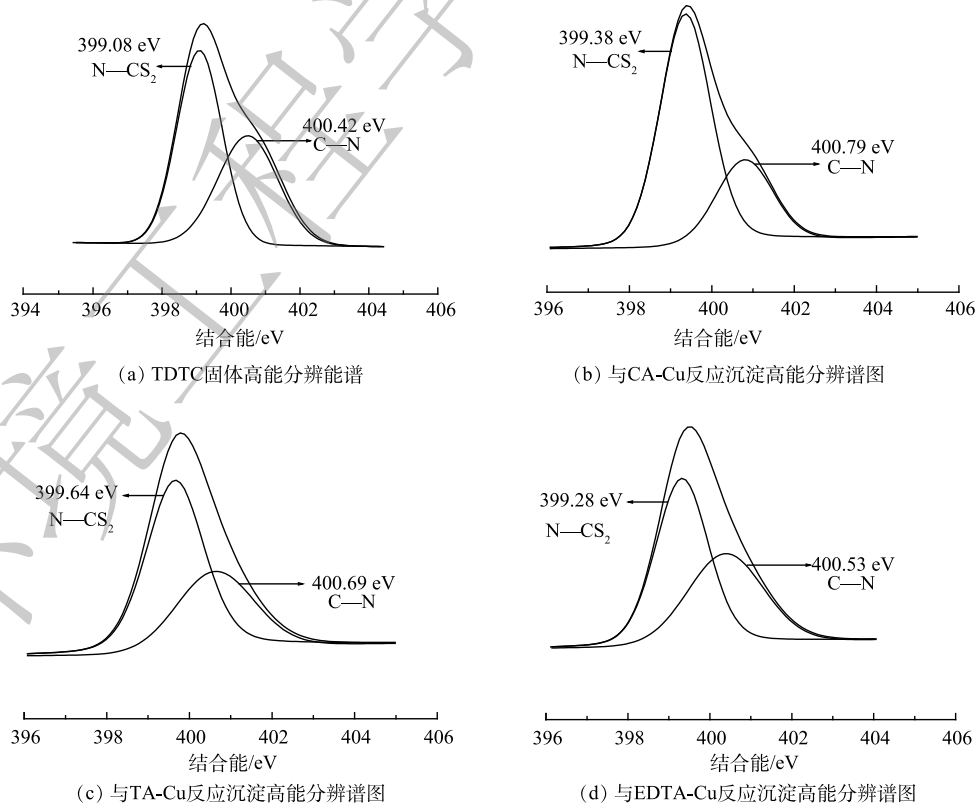 399.08 eV
N—CS2
400.42 eV
C—N
394 396 398 400 402 404 406
结合能/eV
(a) TDTC固体高能分辨能谱
399.38 eV
N—CS2
400.79 eV
C—N
396 398 400 402 404 406
结合能/eV
(b) 与CA-Cu反应沉淀高能分辨谱图
399.64 eV
N—CS2
400.69 eV
C—N
396 398 400 402 404 406
结合能/eV
(c) 与TA-Cu反应沉淀高能分辨谱图
399.28 eV
N—CS2
400.53 eV
C—N
396 398 400 402 404 406
结合能/eV
(d) 与EDTA-Cu反应沉淀高能分辨谱图
境工程学